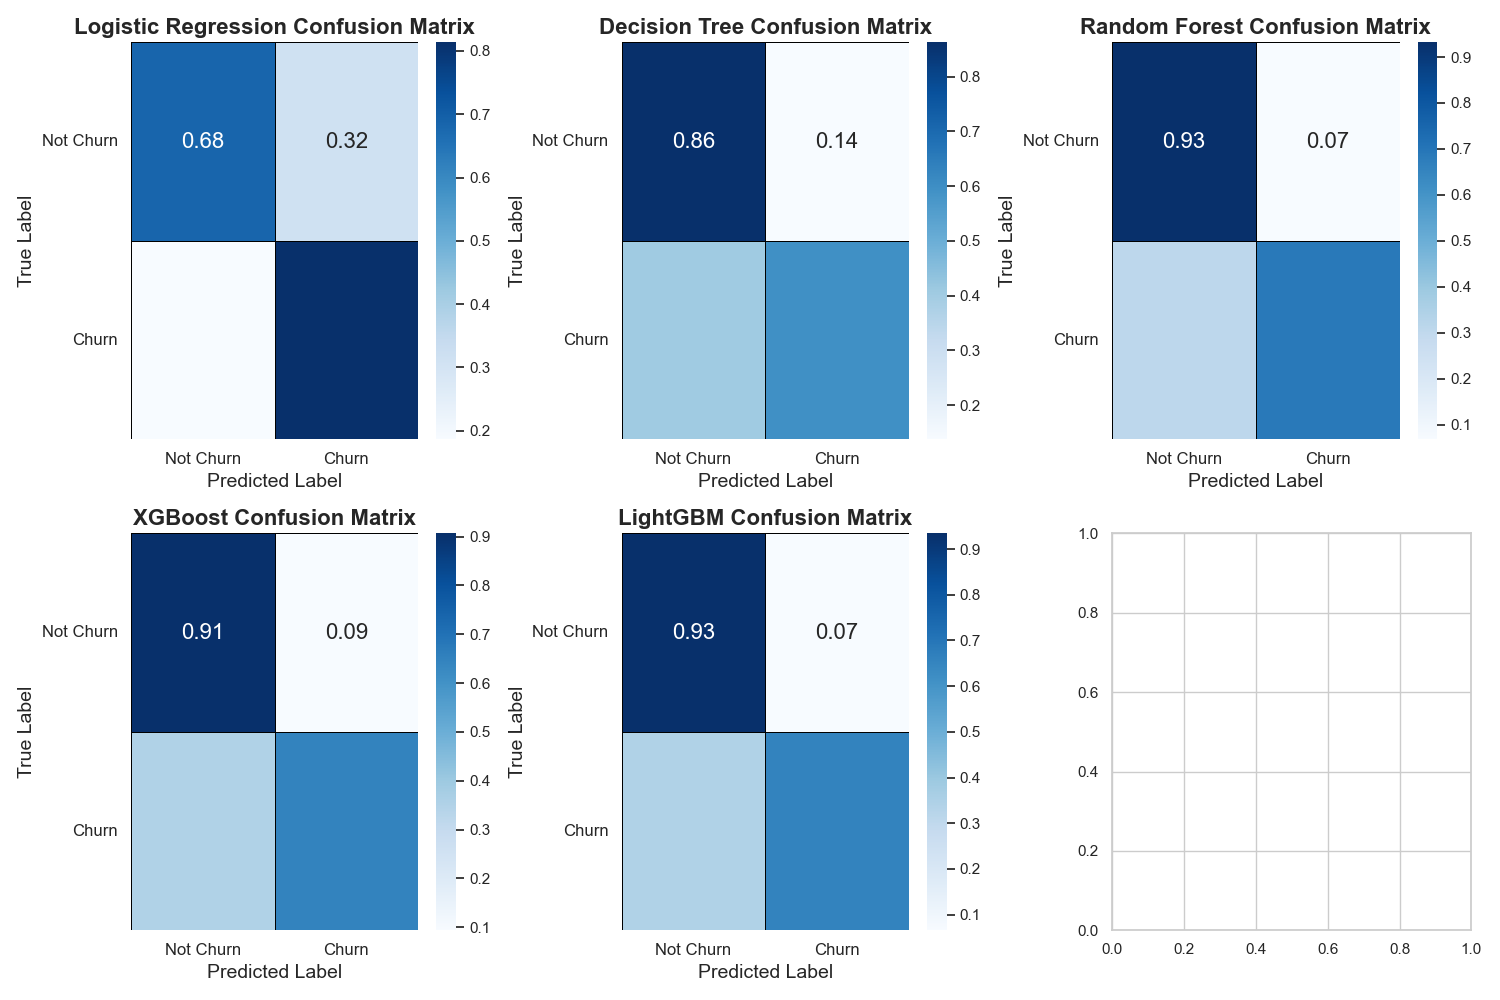 Logistic Regression Confusion Matrix
True Label
Not Churn
0.68
0.32
Churn
0.8
0.7
0.6
0.5
0.4
0.3
0.2
Not Churn
Churn
Predicted Label
Decision Tree Confusion Matrix
True Label
Not Churn
0.86
0.14
Churn
0.8
0.7
0.6
0.5
0.4
0.3
0.2
Not Churn
Churn
Predicted Label
Random Forest Confusion Matrix
True Label
Not Churn
0.93
0.07
Churn
0.9
0.8
0.7
0.6
0.5
0.4
0.3
0.2
0.1
Not Churn
Churn
Predicted Label
XGBoost Confusion Matrix
True Label
Not Churn
0.91
0.09
Churn
0.9
0.8
0.7
0.6
0.5
0.4
0.3
0.2
0.1
Not Churn
Churn
Predicted Label
LightGBM Confusion Matrix
True Label
Not Churn
0.93
0.07
Churn
0.9
0.8
0.7
0.6
0.5
0.4
0.3
0.2
0.1
Not Churn
Churn
Predicted Label
1.0
0.8
0.6
0.4
0.2
0.0
0.0
0.2
0.4
0.6
0.8
1.0